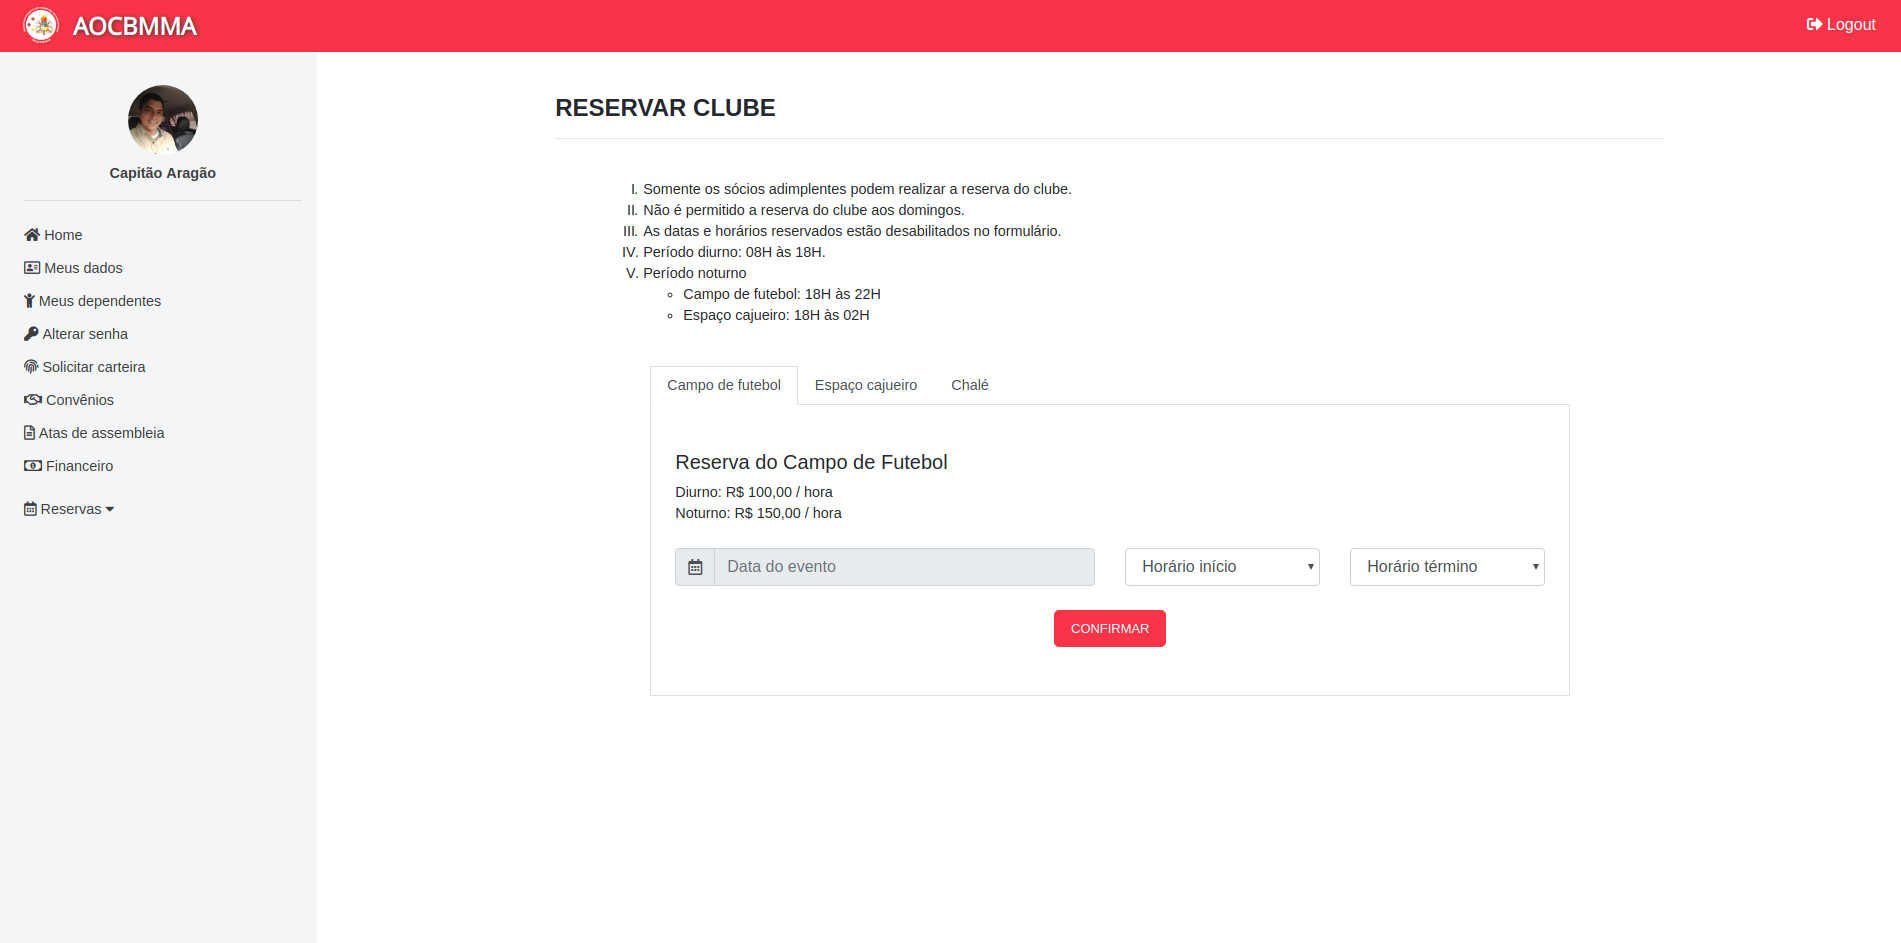 AOCBMMA
Logout
Capitão Aragão
Home
Meus dados
Meus dependentes
Alterar senha
Solicitar carteira
Convênios
Atas de assembleia
Financeiro
Reservas
RESERVAR CLUBE
I. Somente os sócios adimplentes podem realizar a reserva do clube.
II. Não é permitido a reserva do clube aos domingos.
III. As datas e horários reservados estão desabilitados no formulário.
IV. Período diurno: 08H às 18H.
V. Período noturno
Campo de futebol: 18H às 22H
Espaço cajueiro: 18H às 02H
Campo de futebol Espaço cajueiro Chalé
Reserva do Campo de Futebol
Diurno: R$ 100,00 / hora
Noturno: R$ 150,00 / hora
Data do evento Horário início Horário término
CONFIRMAR